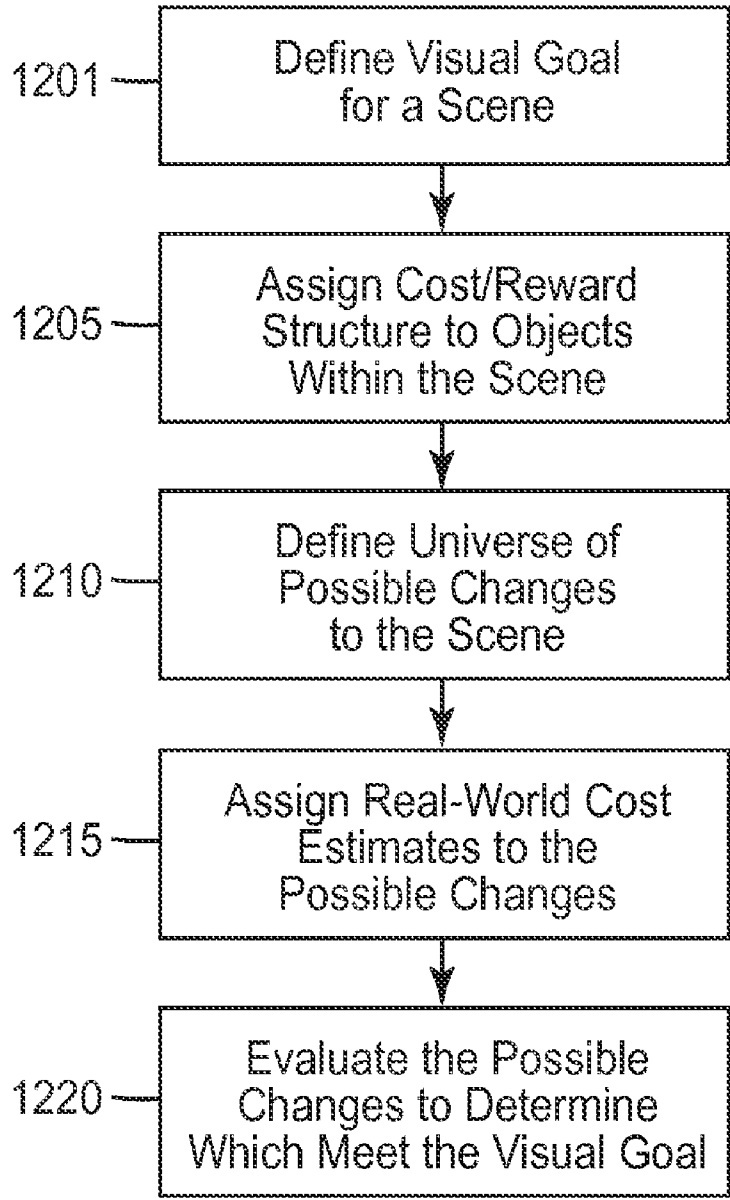 1201
Define Visual Goal
for a Scene
1205
Assign Cost/Reward
Structure to Objects
Within the Scene
1210
Define Universe of
Possible Changes
to the Scene
1215
Assign Real-World Cost
Estimates to the
Possible Changes
1220
Evaluate the Possible
Changes to Determine
Which Meet the Visual Goal